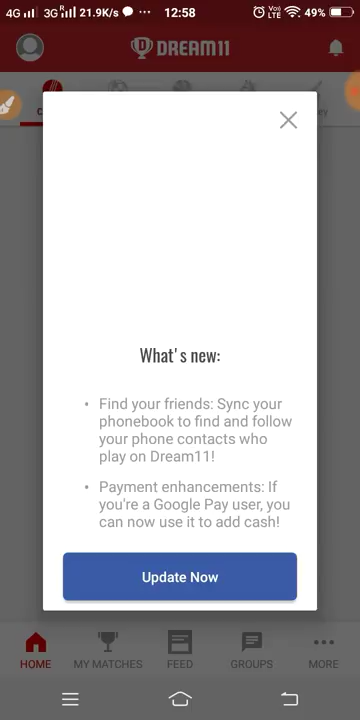 4G 3G R 21.9K/s ... 12:58 Vo) LTE 49%
DREAM11
What's new:
• Find your friends: Sync your
phonebook to find and follow
your phone contacts who
play on Dream11!
• Payment enhancements: If
you're a Google Pay user, you
can now use it to add cash!
Update Now
HOME MY MATCHES FEED GROUPS MORE